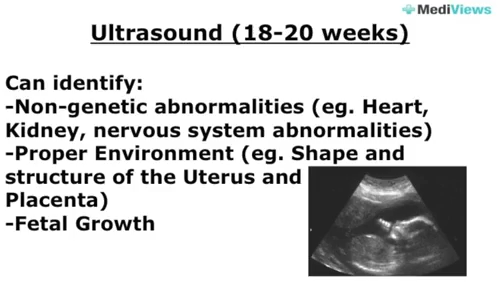 MediViews
Ultrasound (18-20 weeks)
Can identify:
-Non-genetic abnormalities (eg. Heart,
Kidney, nervous system abnormalities)
-Proper Environment (eg. Shape and
structure of the Uterus and
Placenta)
-Fetal Growth